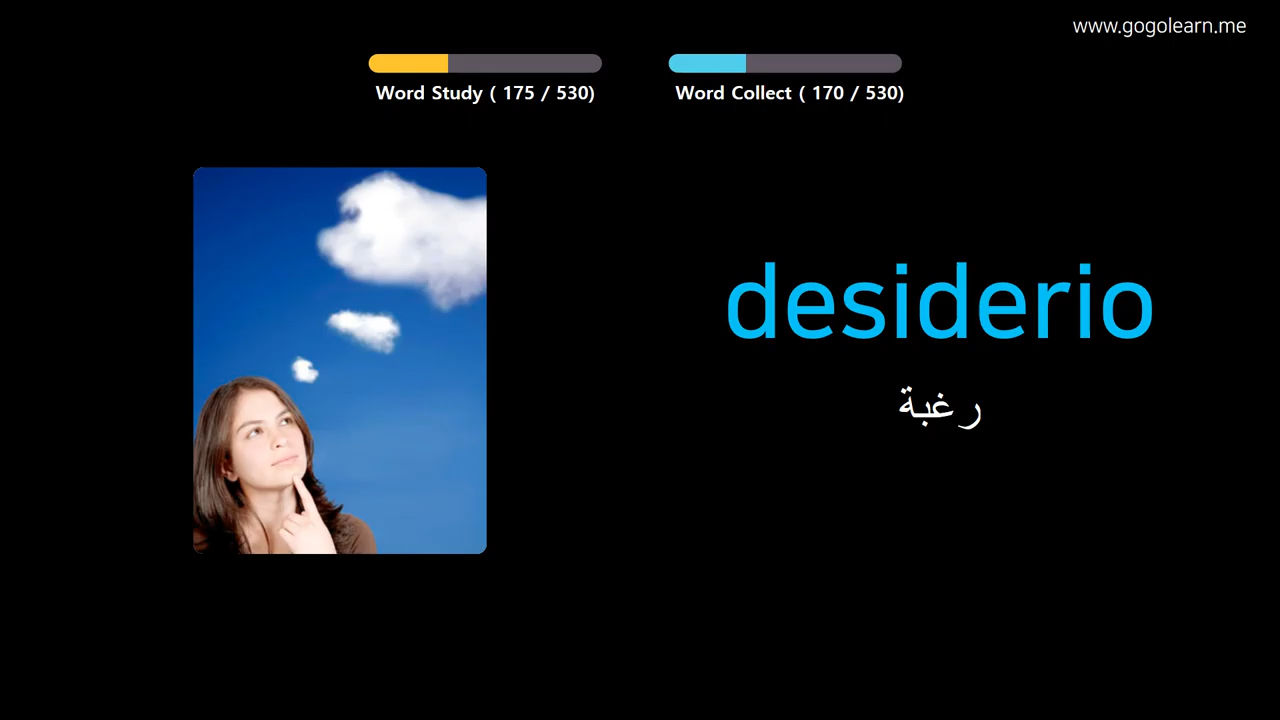 www.gogolearn.me
Word Study ( 175 / 530)
Word Collect ( 170 / 530)
desiderio
رغبة